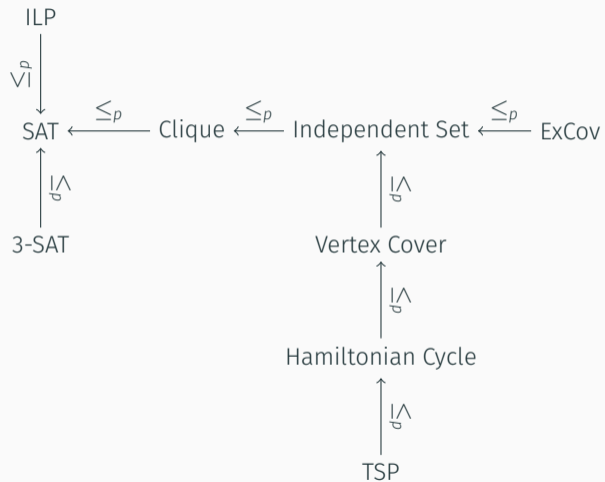 ILP
≤p
≤p ≤p ≤p
SAT Clique Independent Set ExCov
≤p ≤p
3-SAT Vertex Cover
≤p
Hamiltonian Cycle
≤p
TSP